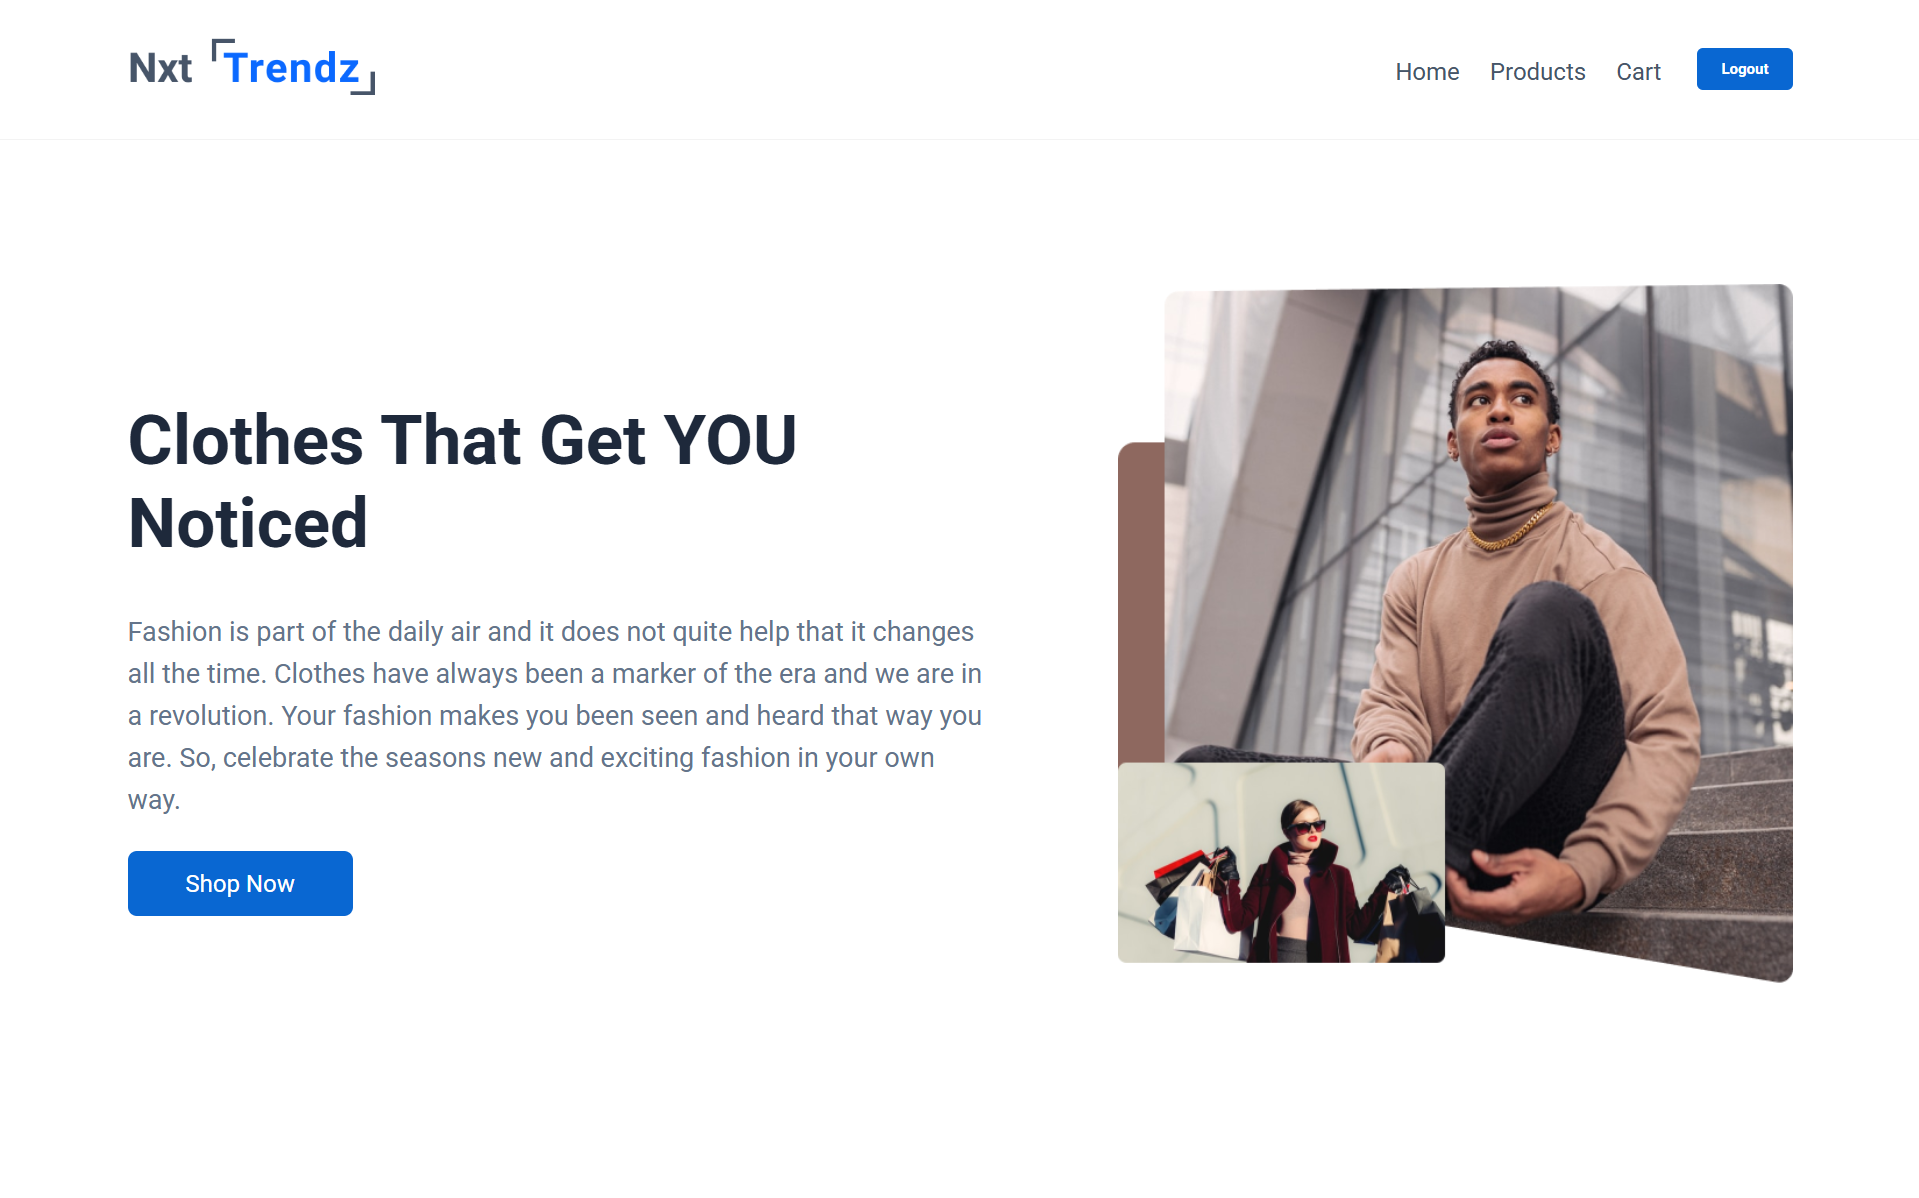 Nxt Trendz
Home Products Cart Logout
Clothes That Get YOU
Noticed
Fashion is part of the daily air and it does not quite help that it changes
all the time. Clothes have always been a marker of the era and we are in
a revolution. Your fashion makes you been seen and heard that way you
are. So, celebrate the seasons new and exciting fashion in your own
way.
Shop Now